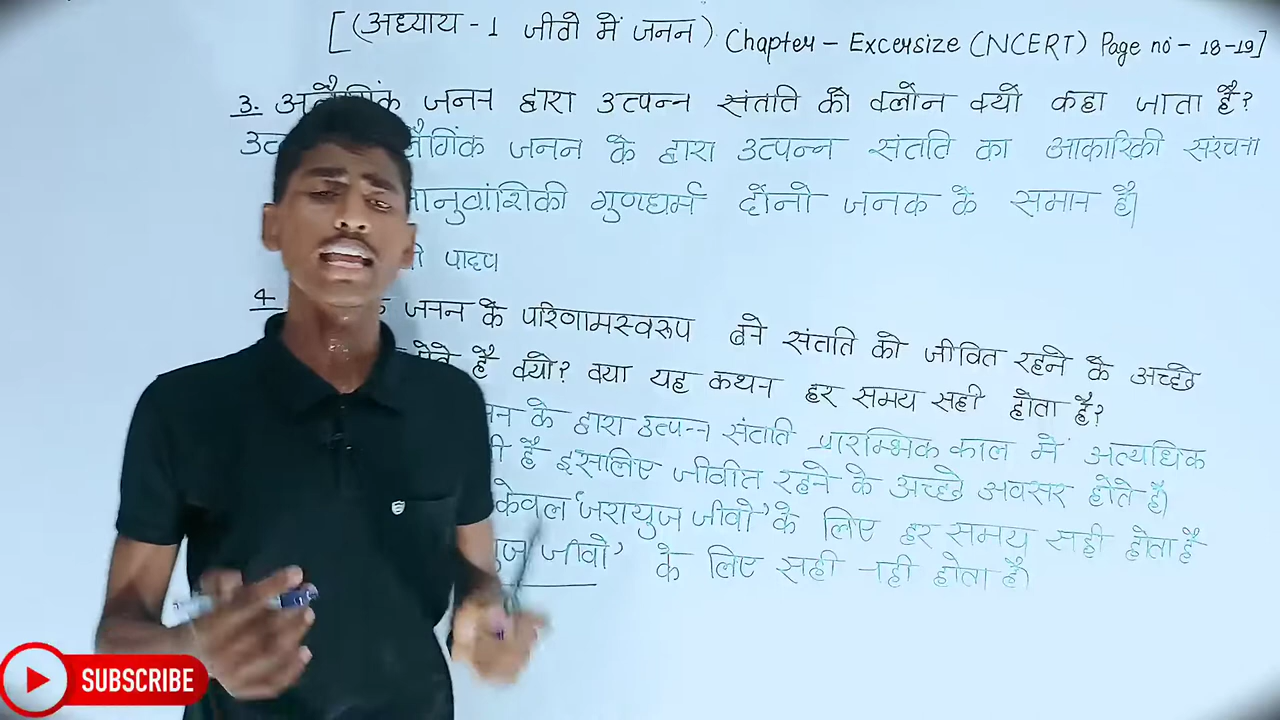 [(अध्याय - 1 जीवो में जनन) Chapter - Excersize (NCERT) Page no - 18-19]
3. जनन द्वारा उत्पन्न संतति को क्लोन क्यो कहा जाता है?
जनन के द्वारा उत्पन्न संतति का आकारिकी संरचना
गुणधर्म दोनो जनक के समान है।
पादप
4. जनन के परिणामस्वरूप बने संतति को जीवित रहने के अच्छे
है क्यो? क्या यह कथन हर समय सही होता है?
के द्वारा उत्पन्न संतति प्रारम्भिक काल में अत्यधिक
है इसलिए जीवीत रहने के अच्छे अवसर होते है।
केवल 'जरायुज जीवो' के लिए हर समय सही होता है
जीवो' के लिए सही नही होता है।
SUBSCRIBE